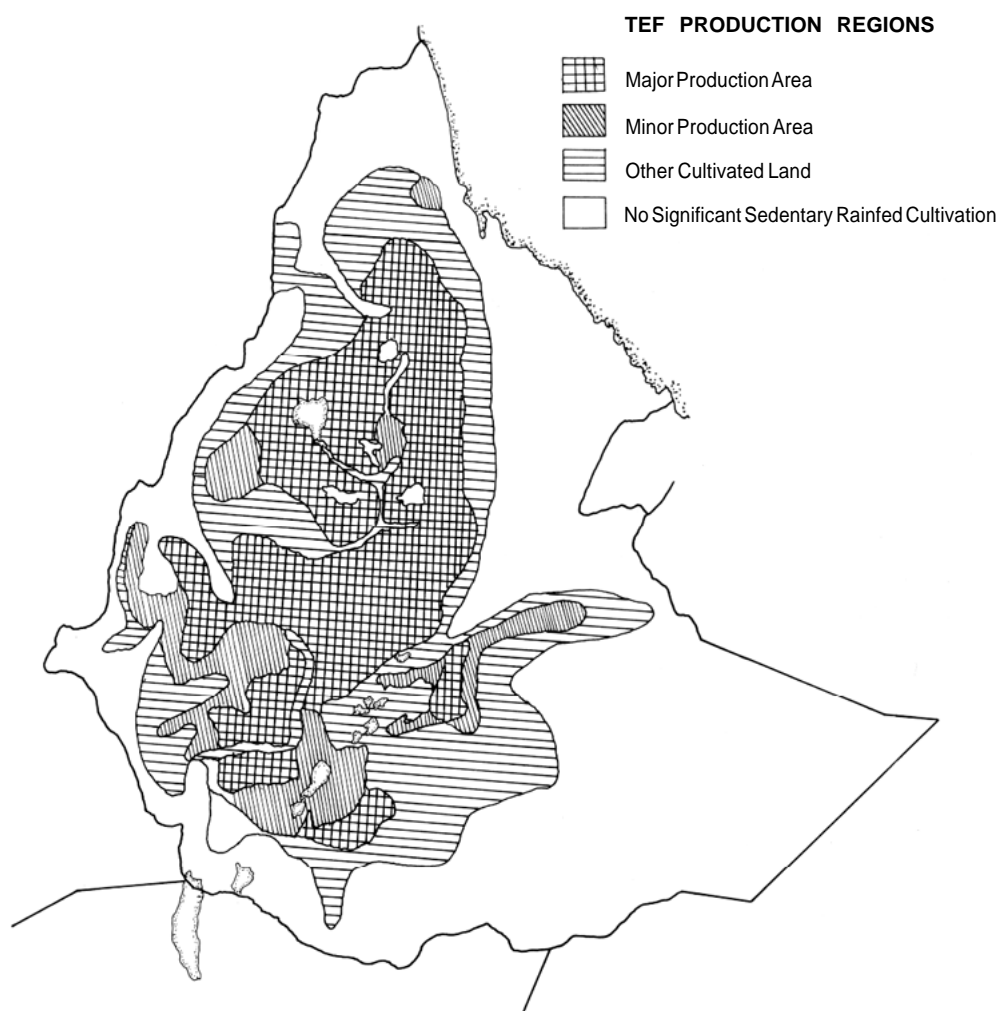 TEF PRODUCTION REGIONS
Major Production Area
Minor Production Area
Other Cultivated Land
No Significant Sedentary Rainfed Cultivation